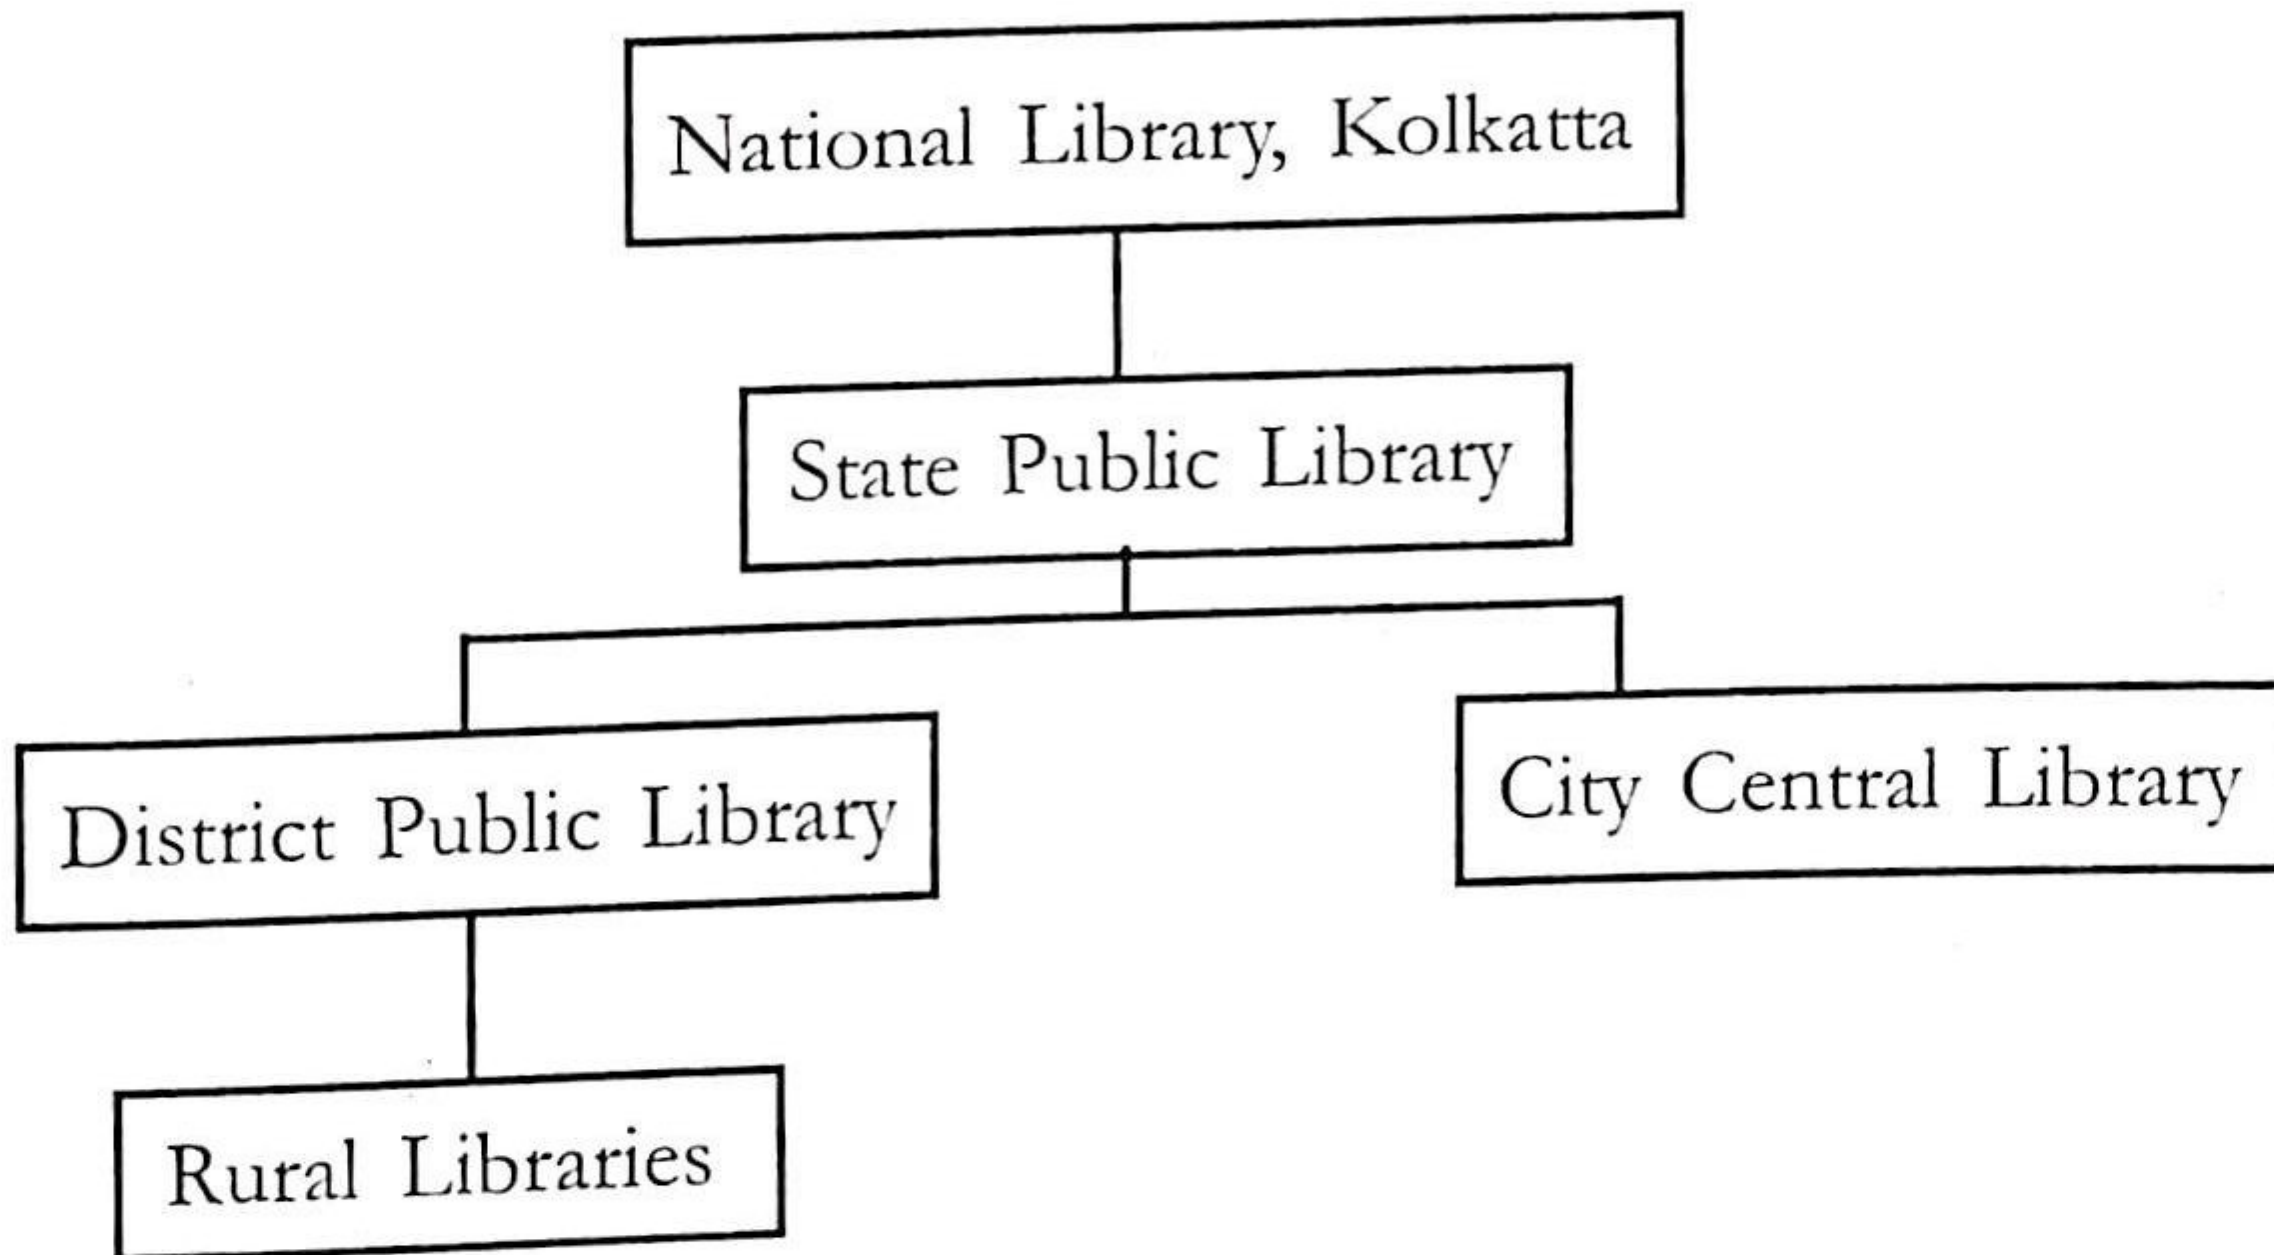 National Library, Kolkatta
State Public Library
District Public Library
City Central Library
Rural Libraries